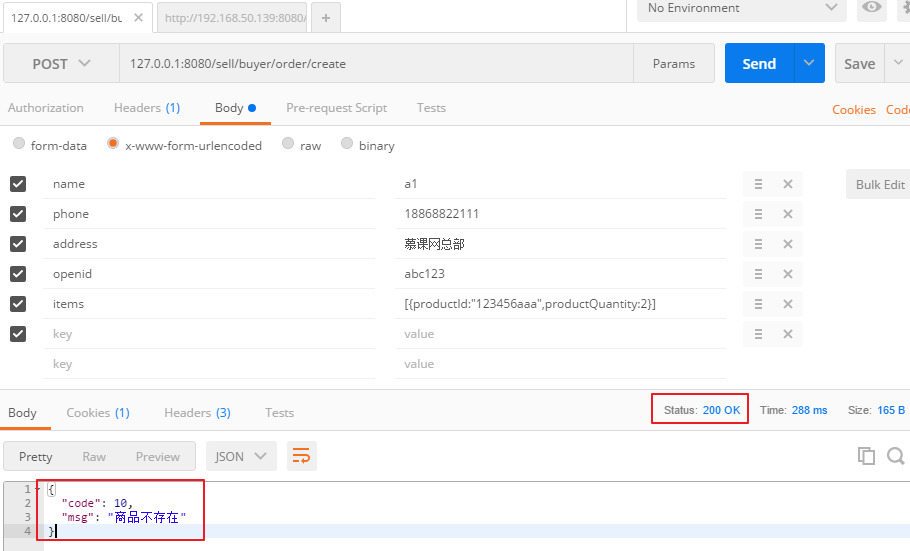 127.0.0.1:8080/sell/bu
http://192.168.50.139:8080/
No Environment
POST
127.0.0.1:8080/sell/buyer/order/create
Params
Send
Save
Authorization
Headers (1)
Body
Pre-request Script
Tests
Cookies
Code
form-data
x-www-form-urlencoded
raw
binary
name a1
Bulk Edit
phone 18868822111
address 慕课网总部
openid abc123
items [{productId:"123456aaa",productQuantity:2}]
key value
key value
Body
Cookies (1)
Headers (3)
Tests
Status: 200 OK
Time: 288 ms
Size: 165 B
Pretty
Raw
Preview
JSON
1 {
2 "code": 10,
3 "msg": "商品不存在"
4 }